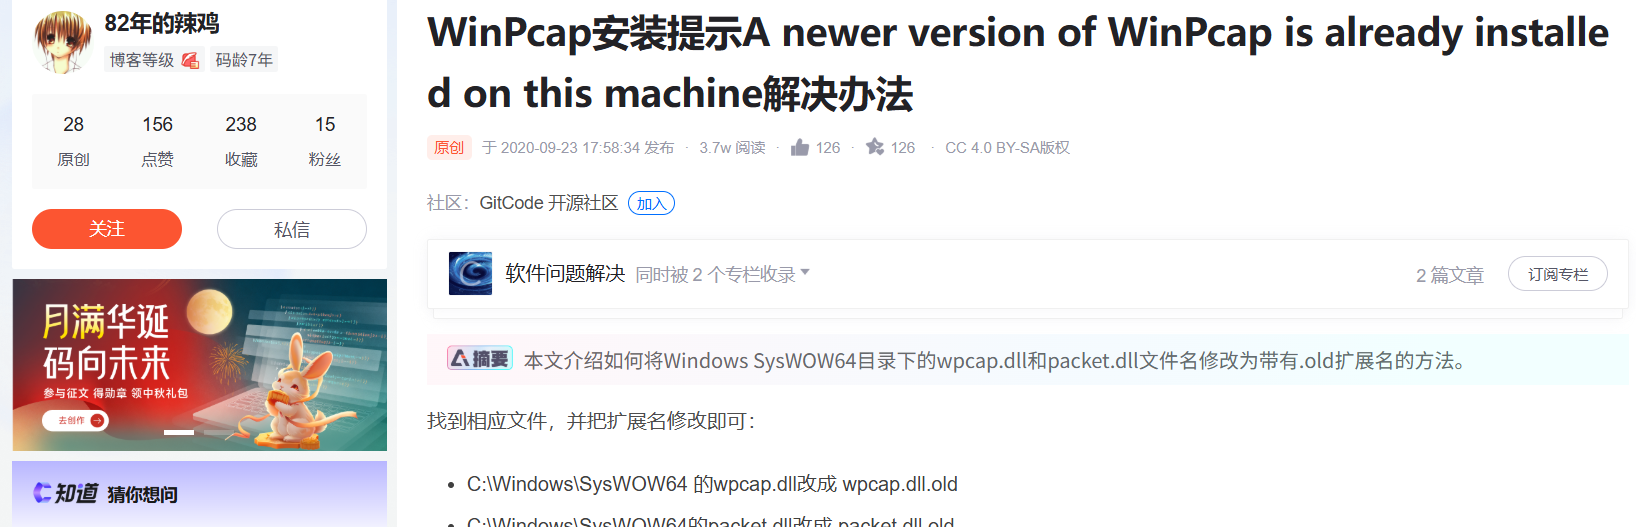 82年的辣鸡
博客等级 码龄7年
28 156 238 15
原创 点赞 收藏 粉丝
关注 私信
月满华诞
码向未来
参与征文 得勋章 领中秋礼包
去创作
C知道 猜你想问
WinPcap安装提示A newer version of WinPcap is already installe
d on this machine解决办法
原创 于 2020-09-23 17:58:34 发布 · 3.7w 阅读 · 126 · 126 · CC 4.0 BY-SA版权
社区: GitCode 开源社区 加入
软件问题解决 同时被 2 个专栏收录 2 篇文章 订阅专栏
摘要 本文介绍如何将Windows SysWOW64目录下的wpcap.dll和packet.dll文件名修改为带有.old扩展名的方法。
找到相应文件，并把扩展名修改即可：
• C:\Windows\SysWOW64 的wpcap.dll改成 wpcap.dll.old
• C:\Windows\SysWOW64的packet.dll改成 packet.dll.old